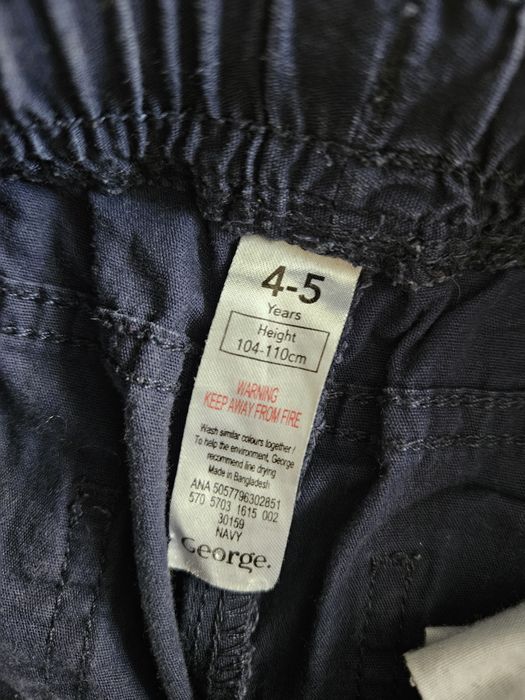 4-5
Years
Height
104-110cm
WARNING
KEEP AWAY FROM FIRE
Wash similar colours together /
To help the environment, George
recommend line drying
Made in Bangladesh
ANA 5057796302851
570 5703 1615 002
30159
NAVY
George.